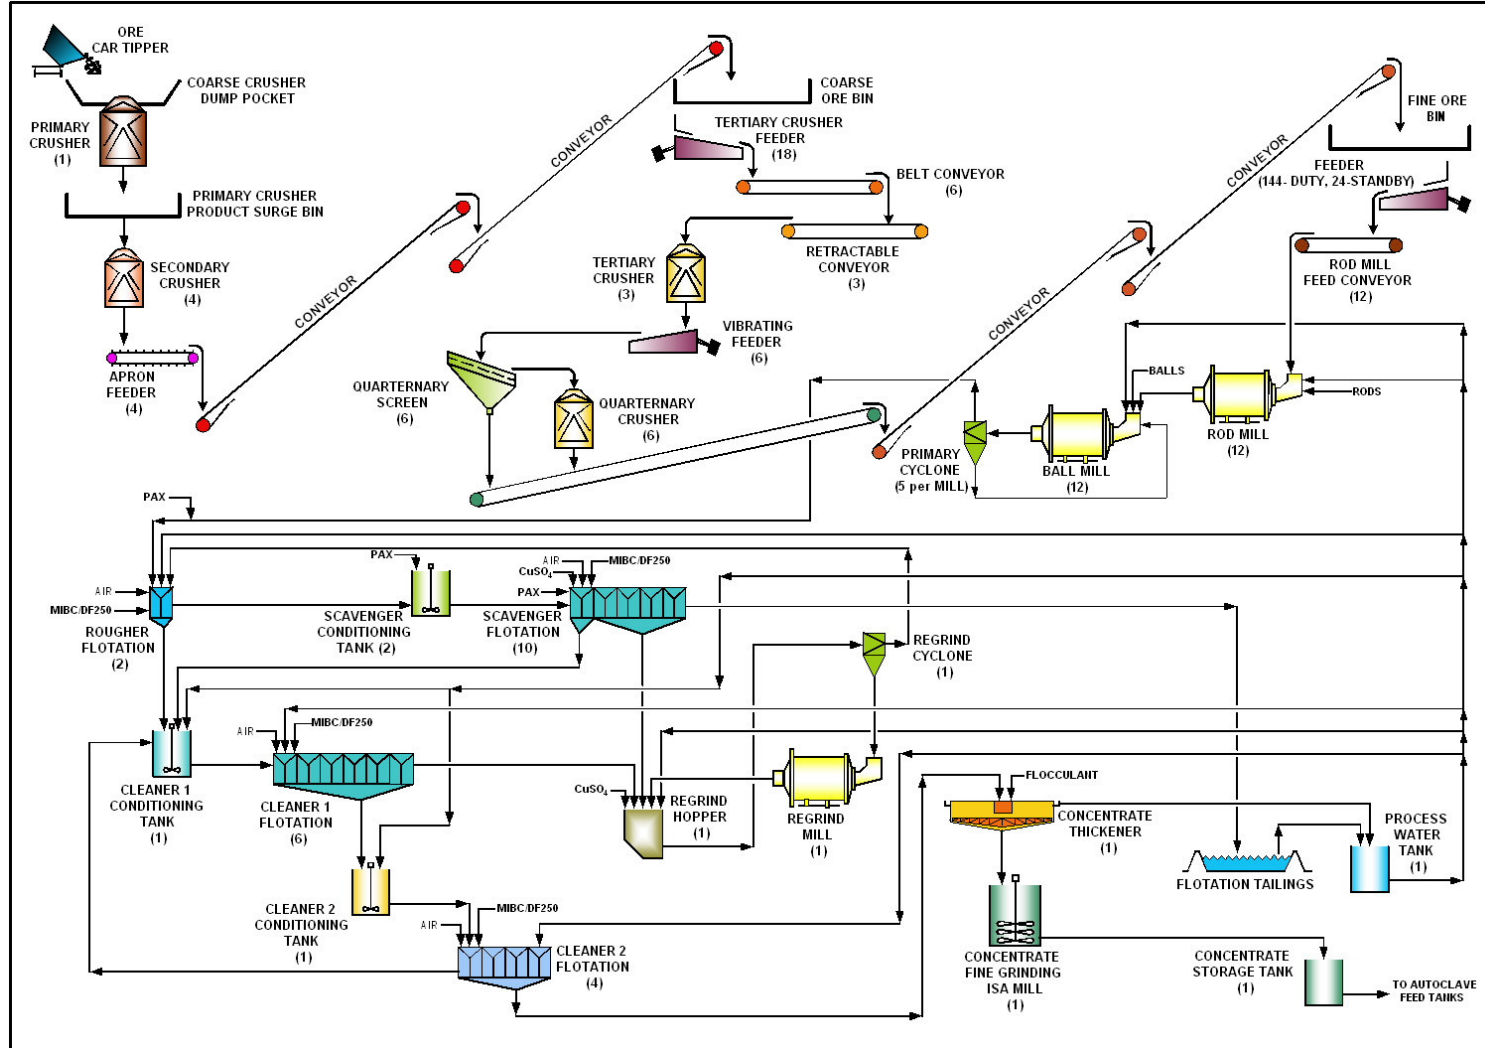 ORE
CAR TIPPER
COARSE CRUSHER
DUMP POCKET
PRIMARY
CRUSHER
(1)
PRIMARY CRUSHER
PRODUCT SURGE BIN
SECONDARY
CRUSHER
(4)
APRON
FEEDER
(4)
CONVEYOR
CONVEYOR
COARSE
ORE BIN
TERTIARY CRUSHER
FEEDER
(18)
BELT CONVEYOR
(6)
RETRACTABLE
CONVEYOR
(3)
TERTIARY
CRUSHER
(3)
VIBRATING
FEEDER
(6)
QUARTERNARY
SCREEN
(6)
QUARTERNARY
CRUSHER
(6)
CONVEYOR
CONVEYOR
FINE ORE
BIN
FEEDER
(144- DUTY, 24-STANDBY)
ROD MILL
FEED CONVEYOR
(12)
BALLS
RODS
ROD MILL
(12)
BALL MILL
(12)
PRIMARY
CYCLONE
(5 per MILL)
PAX
AIR
MIBC/DF250
ROUGHER
FLOTATION
(2)
PAX
SCAVENGER
CONDITIONING
TANK (2)
AIR
MIBC/DF250
CuSO4
PAX
SCAVENGER
FLOTATION
(10)
REGRIND
CYCLONE
(1)
AIR
MIBC/DF250
CLEANER 1
CONDITIONING
TANK
(1)
CLEANER 1
FLOTATION
(6)
CuSO4
REGRIND
HOPPER
(1)
REGRIND
MILL
(1)
FLOCCULANT
CONCENTRATE
THICKENER
(1)
FLOTATION TAILINGS
PROCESS
WATER
TANK
(1)
CLEANER 2
CONDITIONING
TANK
(1)
AIR
MIBC/DF250
CLEANER 2
FLOTATION
(4)
CONCENTRATE
FINE GRINDING
ISA MILL
(1)
CONCENTRATE
STORAGE TANK
(1)
TO AUTOCLAVE
FEED TANKS